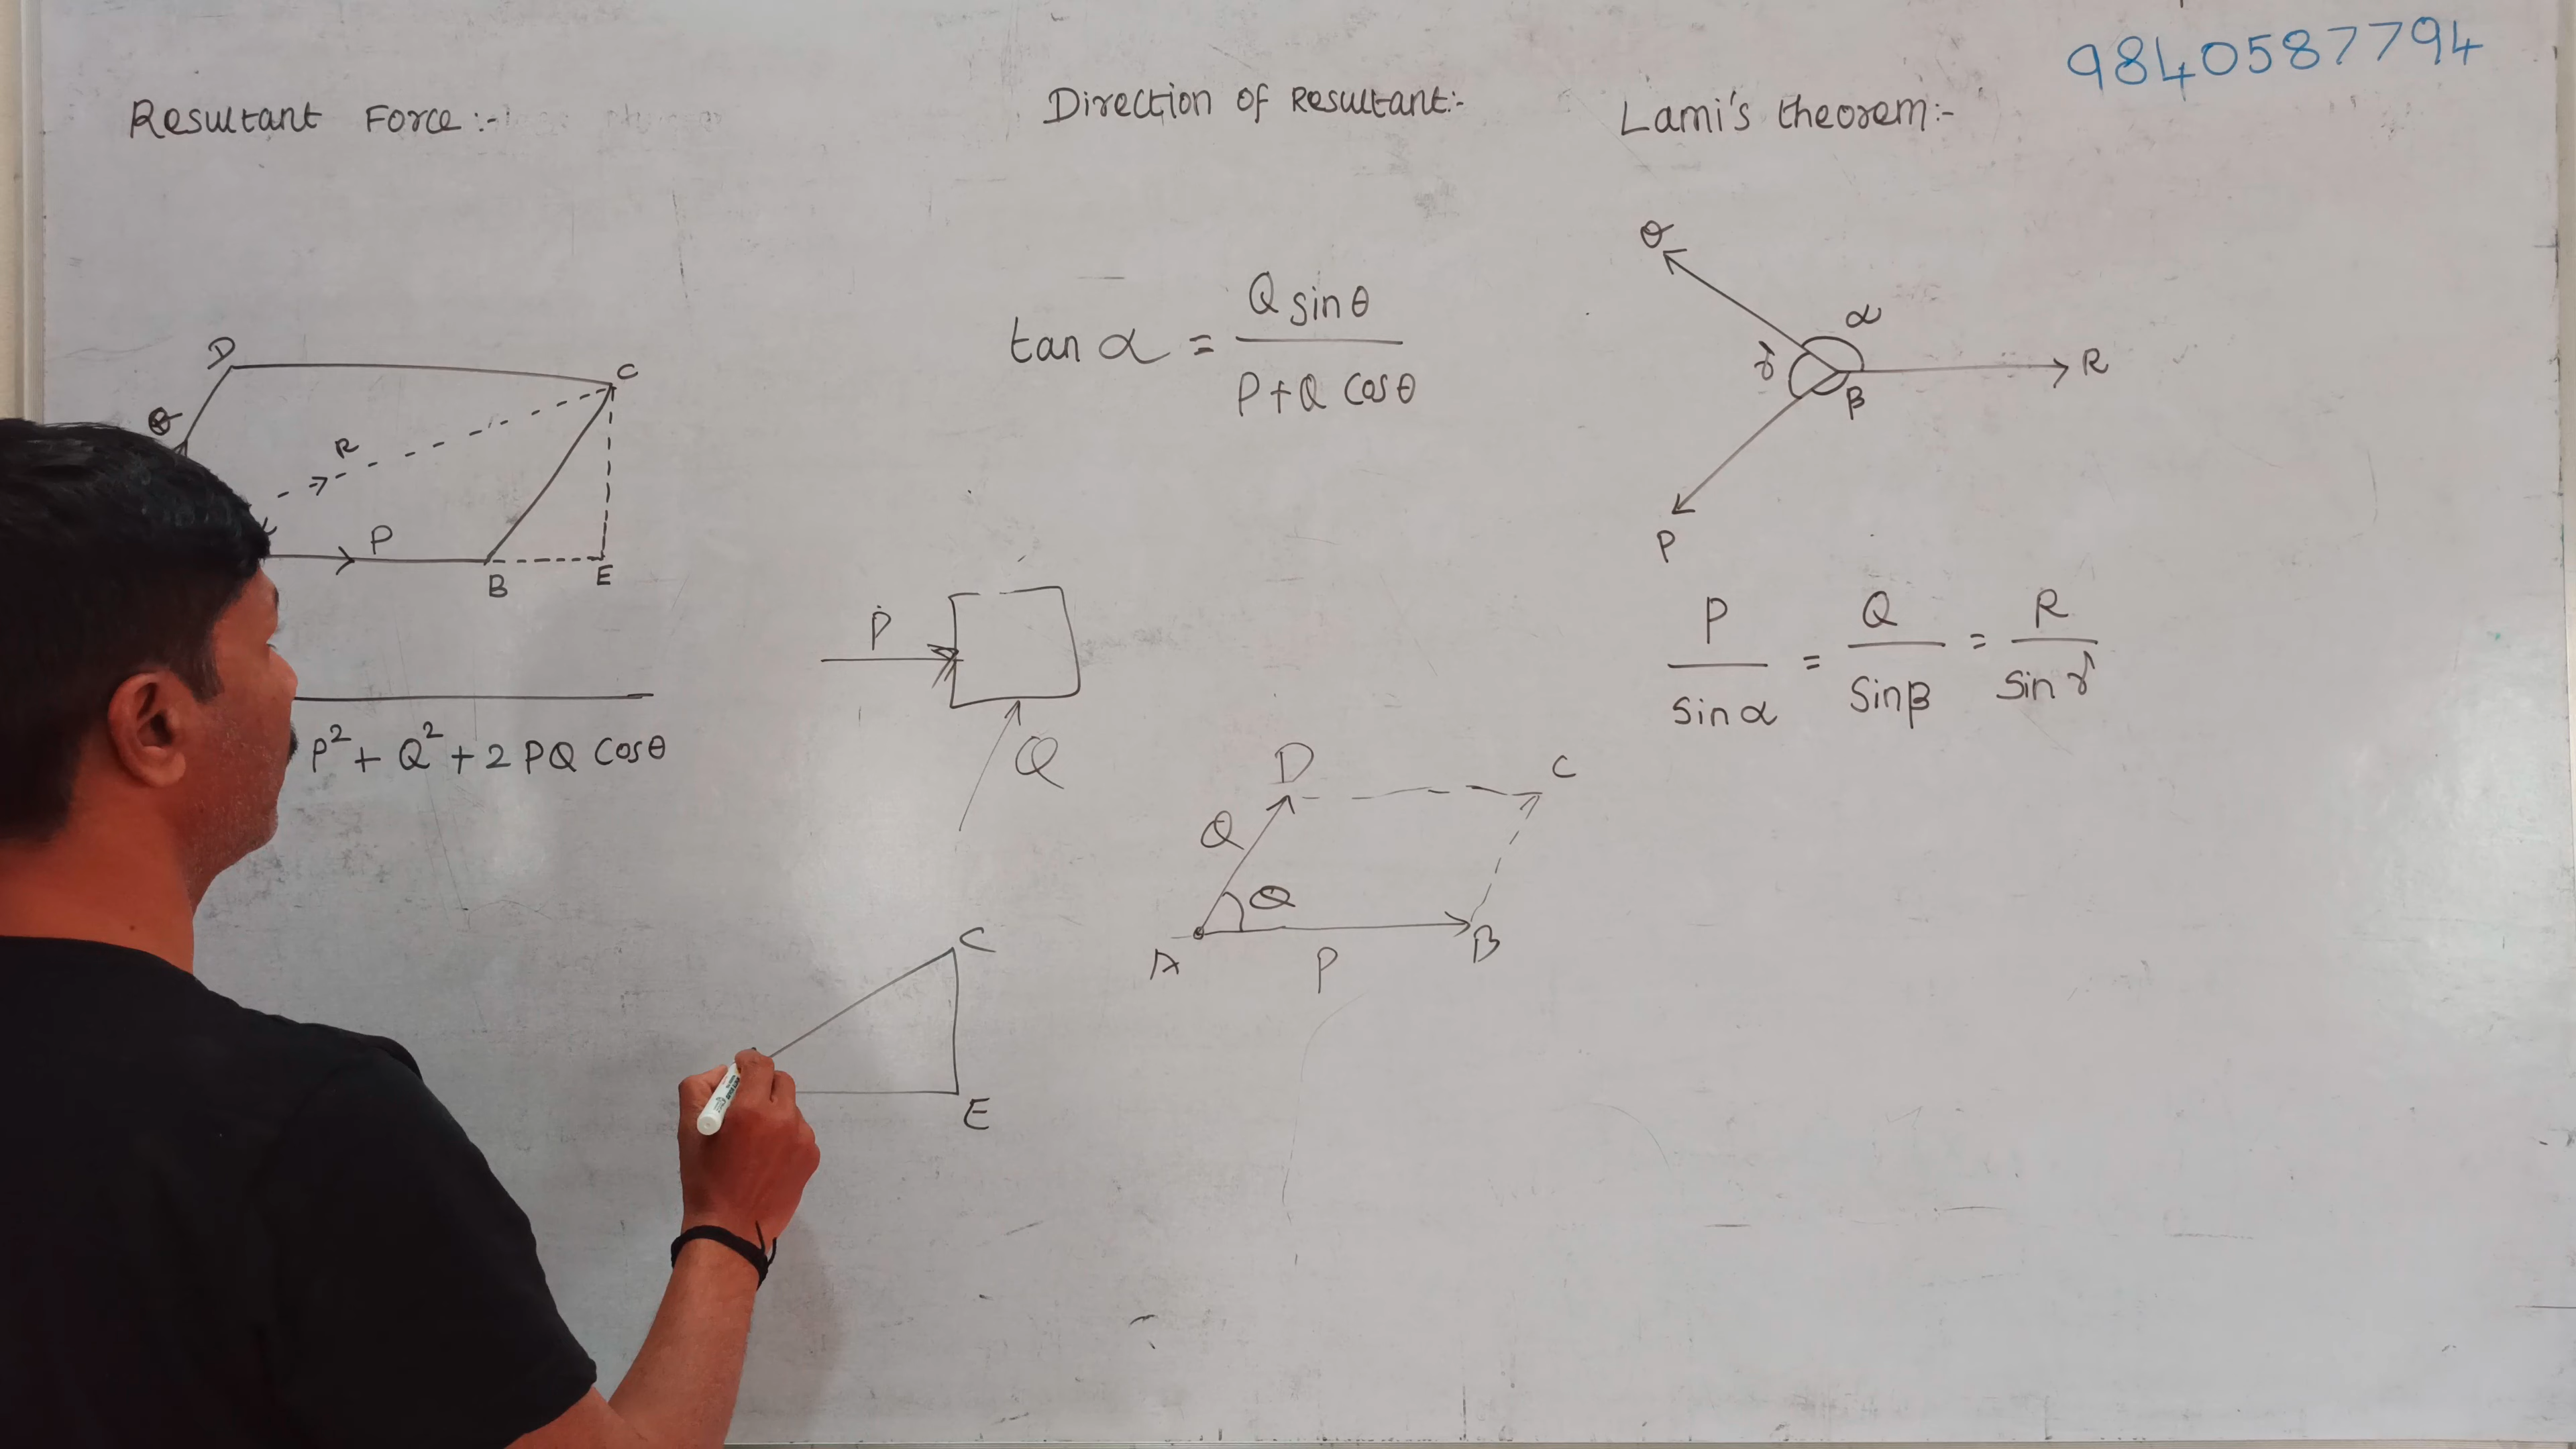 9840587794
Resultant Force:-
D
C
Q
R
P
B
E
P² + Q² + 2 PQ Cosθ
Direction of Resultant:-
tan α = Q sinθ / P+Q cosθ
P
Q
D
C
Q
θ
A
P
B
C
E
Lami's theorem:-
Q
α
γ
β
R
P
P / Sin α = Q / Sin β = R / Sin γ